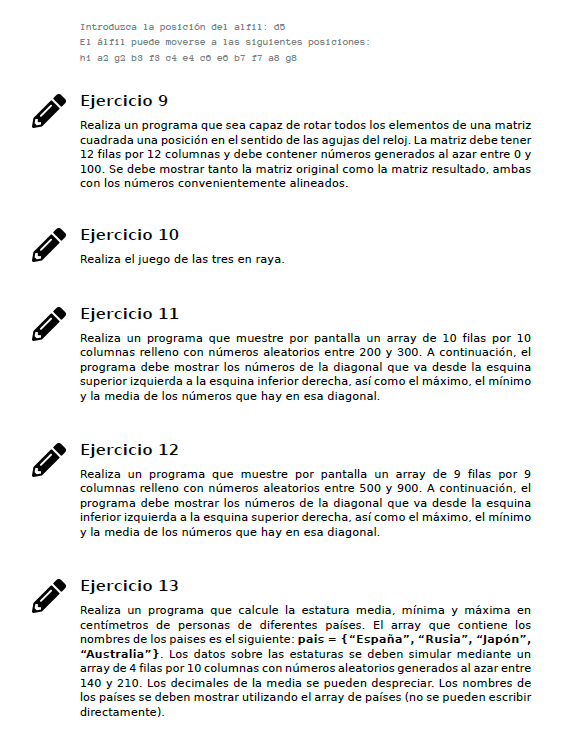 Introduzca la posición del alfil: d5
El álfil puede moverse a las siguientes posiciones:
h1 a2 g2 b3 f3 c4 e4 c6 e6 b7 f7 a8 g8
Ejercicio 9
Realiza un programa que sea capaz de rotar todos los elementos de una matriz
cuadrada una posición en el sentido de las agujas del reloj. La matriz debe tener
12 filas por 12 columnas y debe contener números generados al azar entre 0 y
100. Se debe mostrar tanto la matriz original como la matriz resultado, ambas
con los números convenientemente alineados.
Ejercicio 10
Realiza el juego de las tres en raya.
Ejercicio 11
Realiza un programa que muestre por pantalla un array de 10 filas por 10
columnas relleno con números aleatorios entre 200 y 300. A continuación, el
programa debe mostrar los números de la diagonal que va desde la esquina
superior izquierda a la esquina inferior derecha, así como el máximo, el mínimo
y la media de los números que hay en esa diagonal.
Ejercicio 12
Realiza un programa que muestre por pantalla un array de 9 filas por 9
columnas relleno con números aleatorios entre 500 y 900. A continuación, el
programa debe mostrar los números de la diagonal que va desde la esquina
inferior izquierda a la esquina superior derecha, así como el máximo, el mínimo
y la media de los números que hay en esa diagonal.
Ejercicio 13
Realiza un programa que calcule la estatura media, mínima y máxima en
centímetros de personas de diferentes países. El array que contiene los
nombres de los paises es el siguiente: pais = {“España”, “Rusia”, “Japón”,
“Australia”}. Los datos sobre las estaturas se deben simular mediante un
array de 4 filas por 10 columnas con números aleatorios generados al azar entre
140 y 210. Los decimales de la media se pueden despreciar. Los nombres de
los países se deben mostrar utilizando el array de países (no se pueden escribir
directamente).